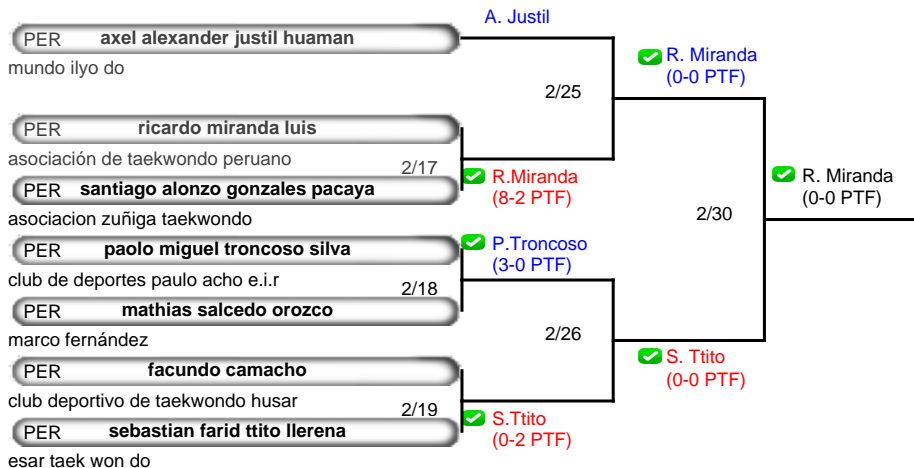 A. Justil
PER axel alexander justil huaman
mundo ilyo do
R. Miranda
(0-0 PTF)
2/25
PER ricardo miranda luis
asociación de taekwondo peruano
2/17
R.Miranda
(8-2 PTF)
PER santiago alonzo gonzales pacaya
asociacion zuñiga taekwondo
R. Miranda
(0-0 PTF)
2/30
PER paolo miguel troncoso silva
P.Troncoso
(3-0 PTF)
club de deportes paulo acho e.i.r
2/18
PER mathias salcedo orozco
marco fernández
2/26
S. Ttito
(0-0 PTF)
PER facundo camacho
club deportivo de taekwondo husar
2/19
S.Ttito
(0-2 PTF)
PER sebastian farid ttito llerena
esar taek won do